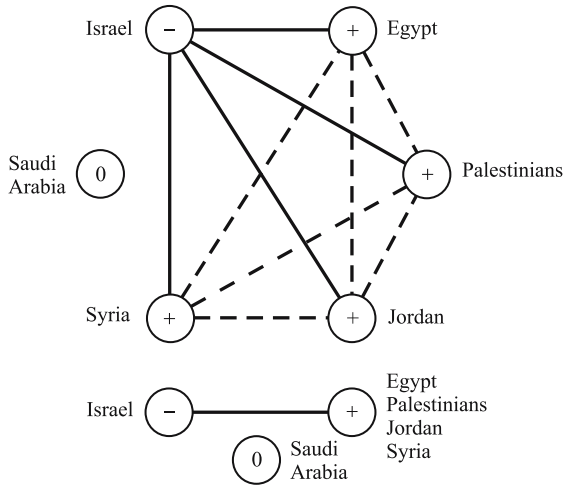 Israel − + Egypt
Saudi
Arabia 0
+ Palestinians
Syria + + Jordan
Israel − + Egypt
Palestinians
Jordan
Syria
0 Saudi
Arabia